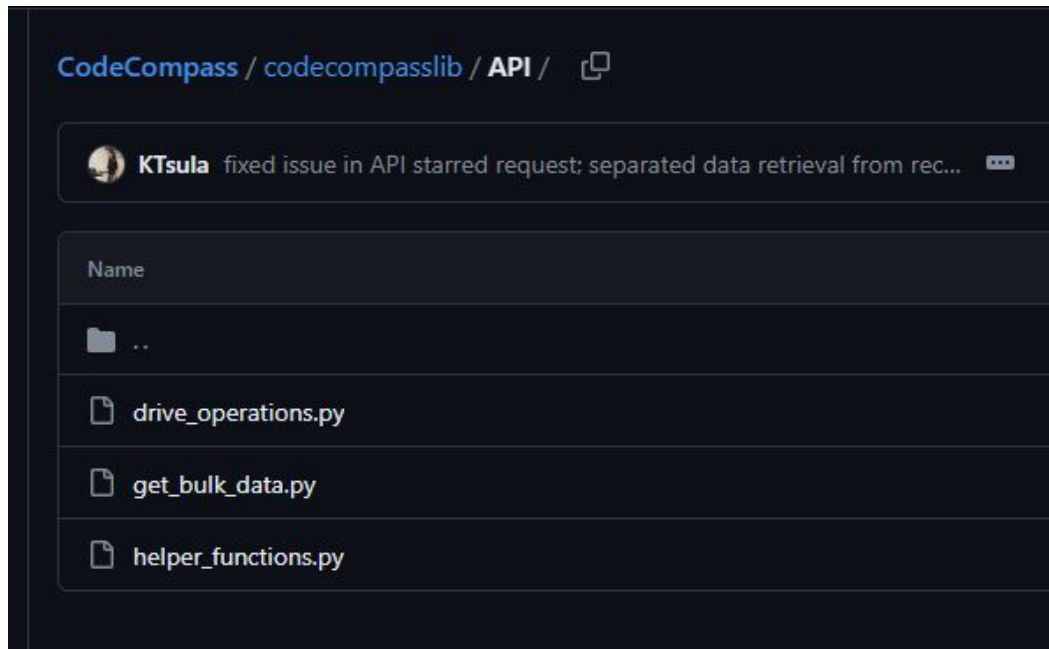 CodeCompass / codecompasslib / API /
KTsula fixed issue in API starred request; separated data retrieval from rec...
Name
..
drive_operations.py
get_bulk_data.py
helper_functions.py